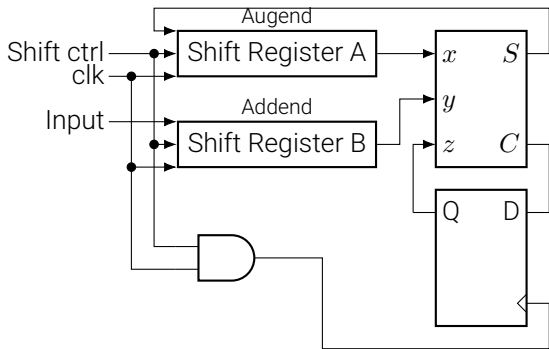 Augend
Shift ctrl
Shift Register A
x
S
clk
Addend
y
Input
Shift Register B
z
C
Q
D